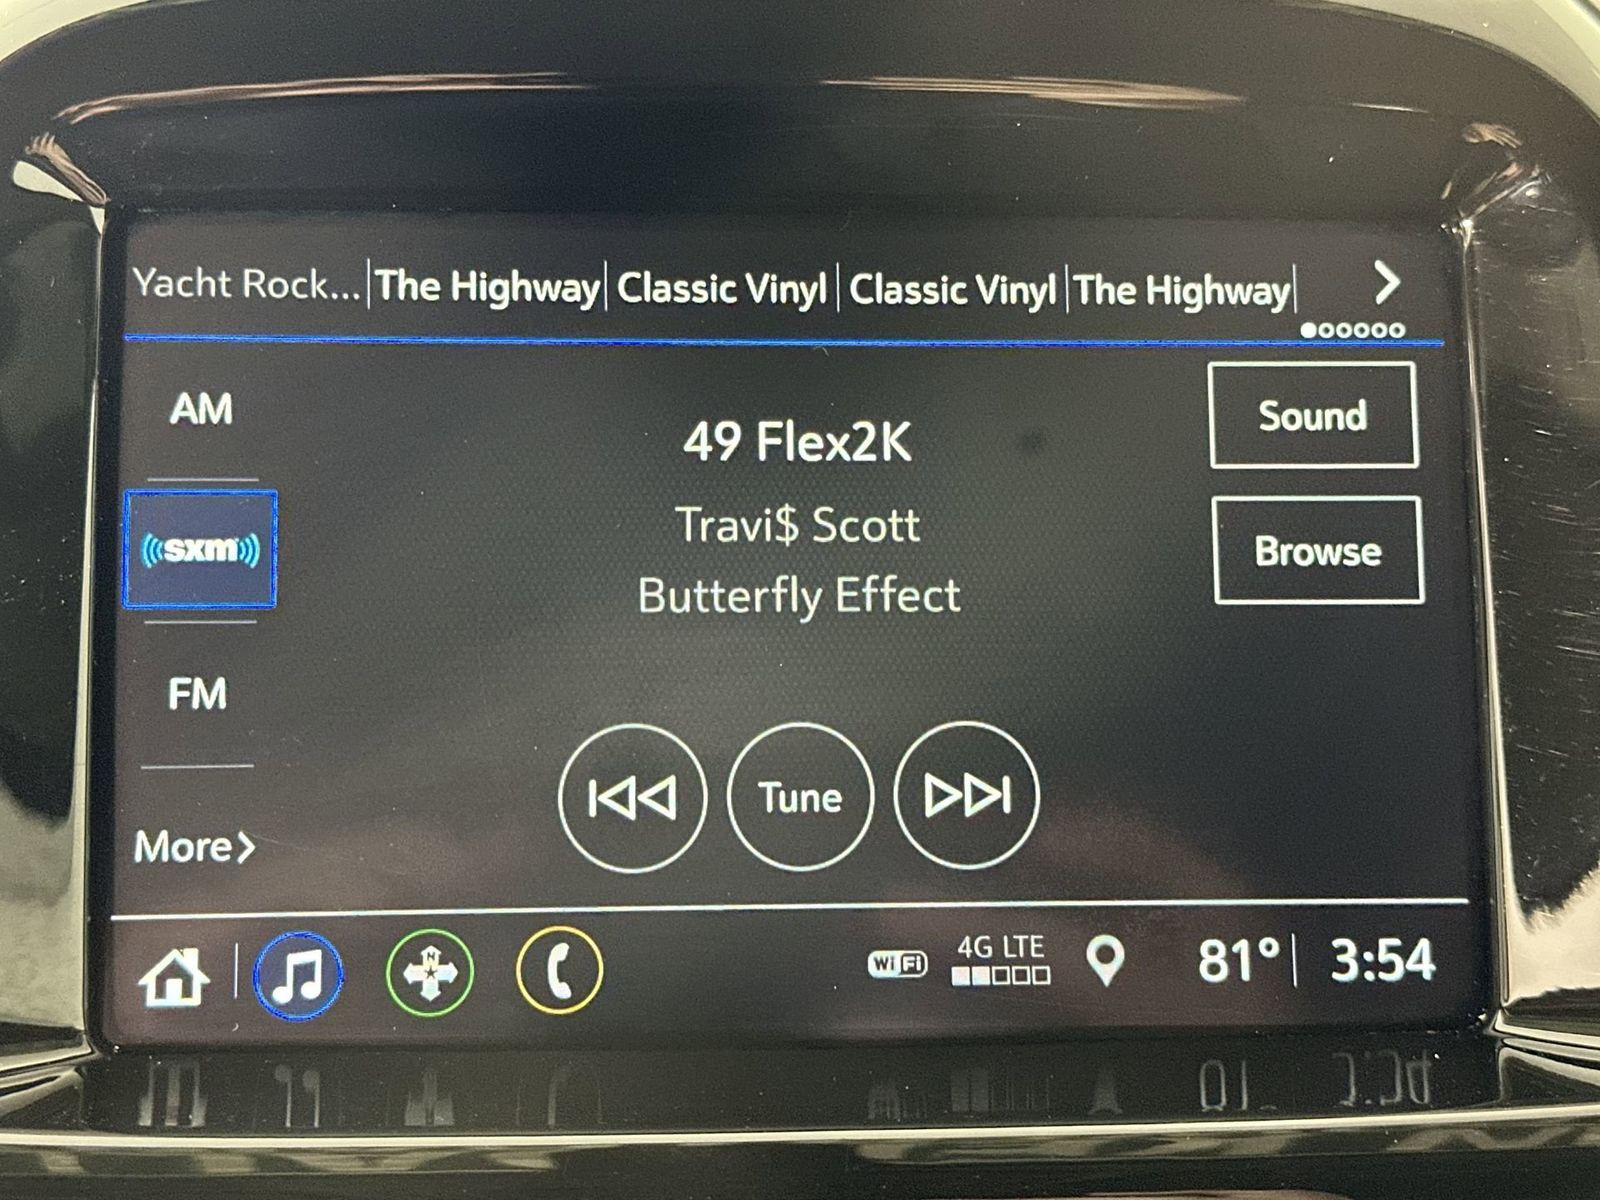 Yacht Rock... The Highway Classic Vinyl Classic Vinyl The Highway
AM
Sound
49 Flex2K
Travi$ Scott
Butterfly Effect
((sxm))
Browse
FM
Tune
More
N
WiFi
4G LTE
81° 3:54